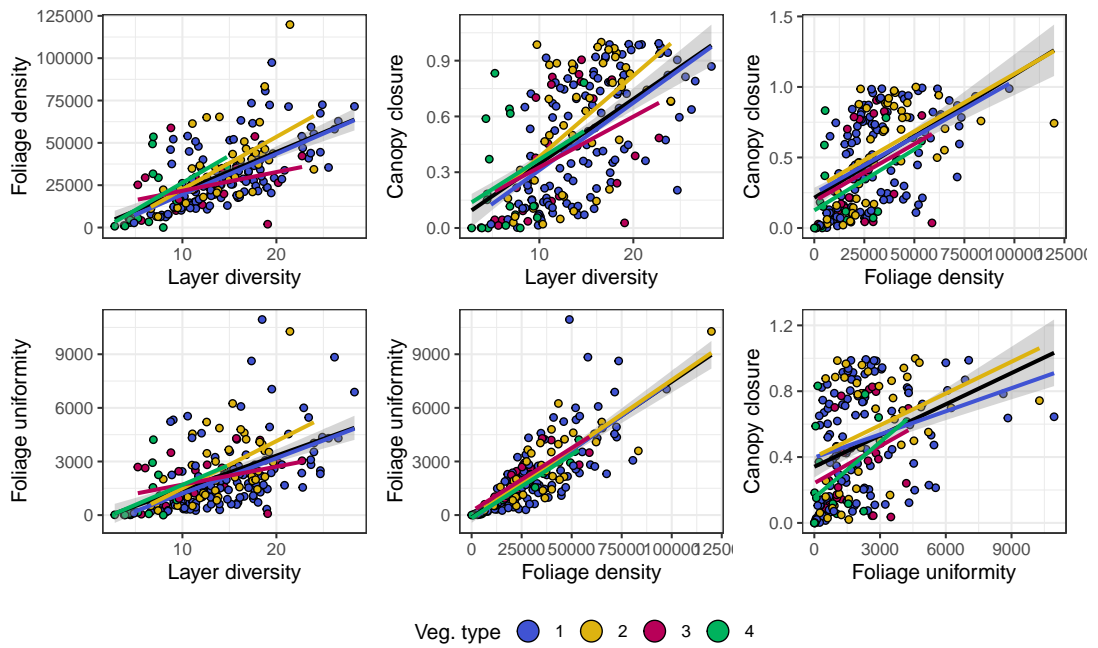 125000
100000
75000
50000
25000
0
Foliage density
10 20
Layer diversity
0.9
0.6
0.3
0.0
Canopy closure
10 20
Layer diversity
1.5
1.0
0.5
0.0
Canopy closure
0 25000 50000 75000 100000 125000
Foliage density
9000
6000
3000
0
Foliage uniformity
10 20
Layer diversity
9000
6000
3000
0
Foliage uniformity
0 25000 50000 75000 100000 12500
Foliage density
1.2
0.8
0.4
0.0
Canopy closure
0 3000 6000 9000
Foliage uniformity
Veg. type 1 2 3 4